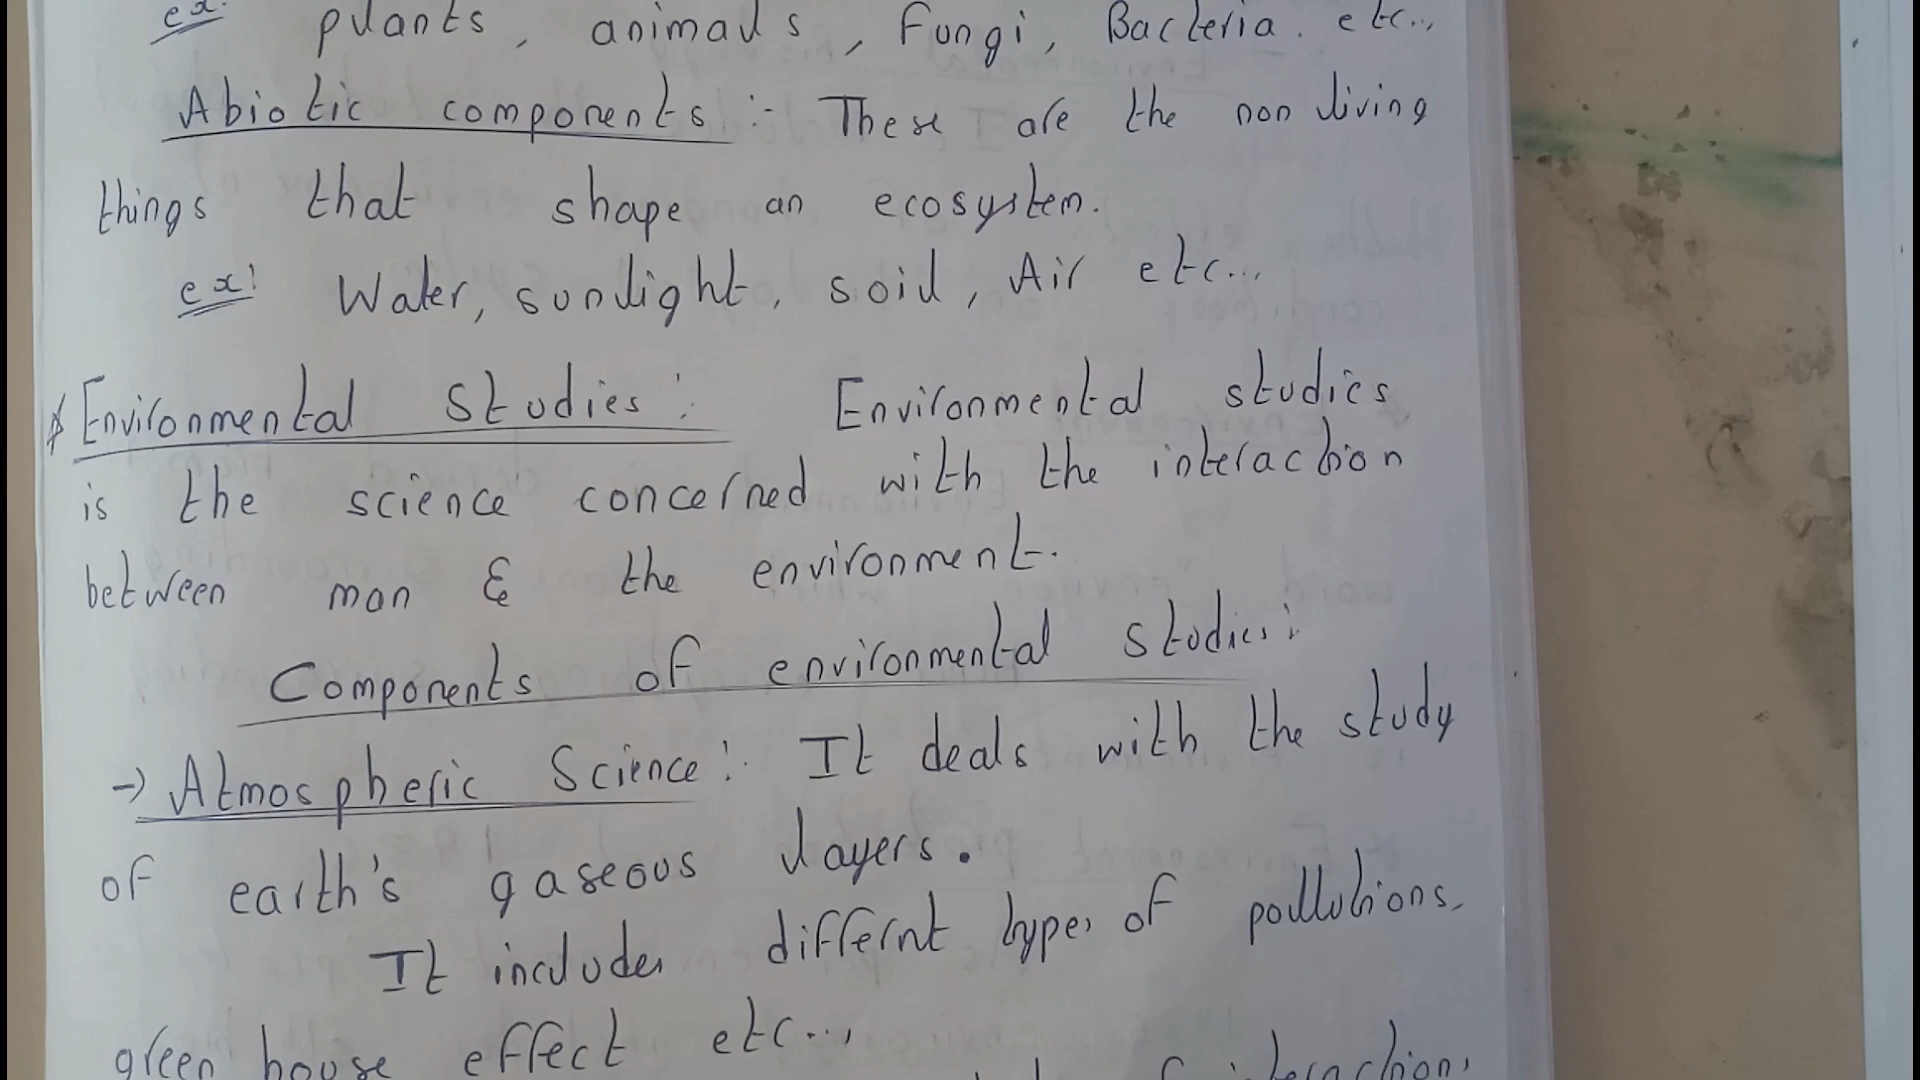 ex: plants, animals, Fungi, Bacteria. etc..,
Abiotic components :- These are the non living
things that shape an ecosystem.
ex: Water, sunlight, soil, Air etc...
Environmental studies : Environmental studies
is the science concerned with the interaction
between man & the environment.
Components of environmental studies:
→ Atmospheric Science :- It deals with the study
of earth's gaseous layers.
It includes differnt types of pollutions,
green house effect etc...,